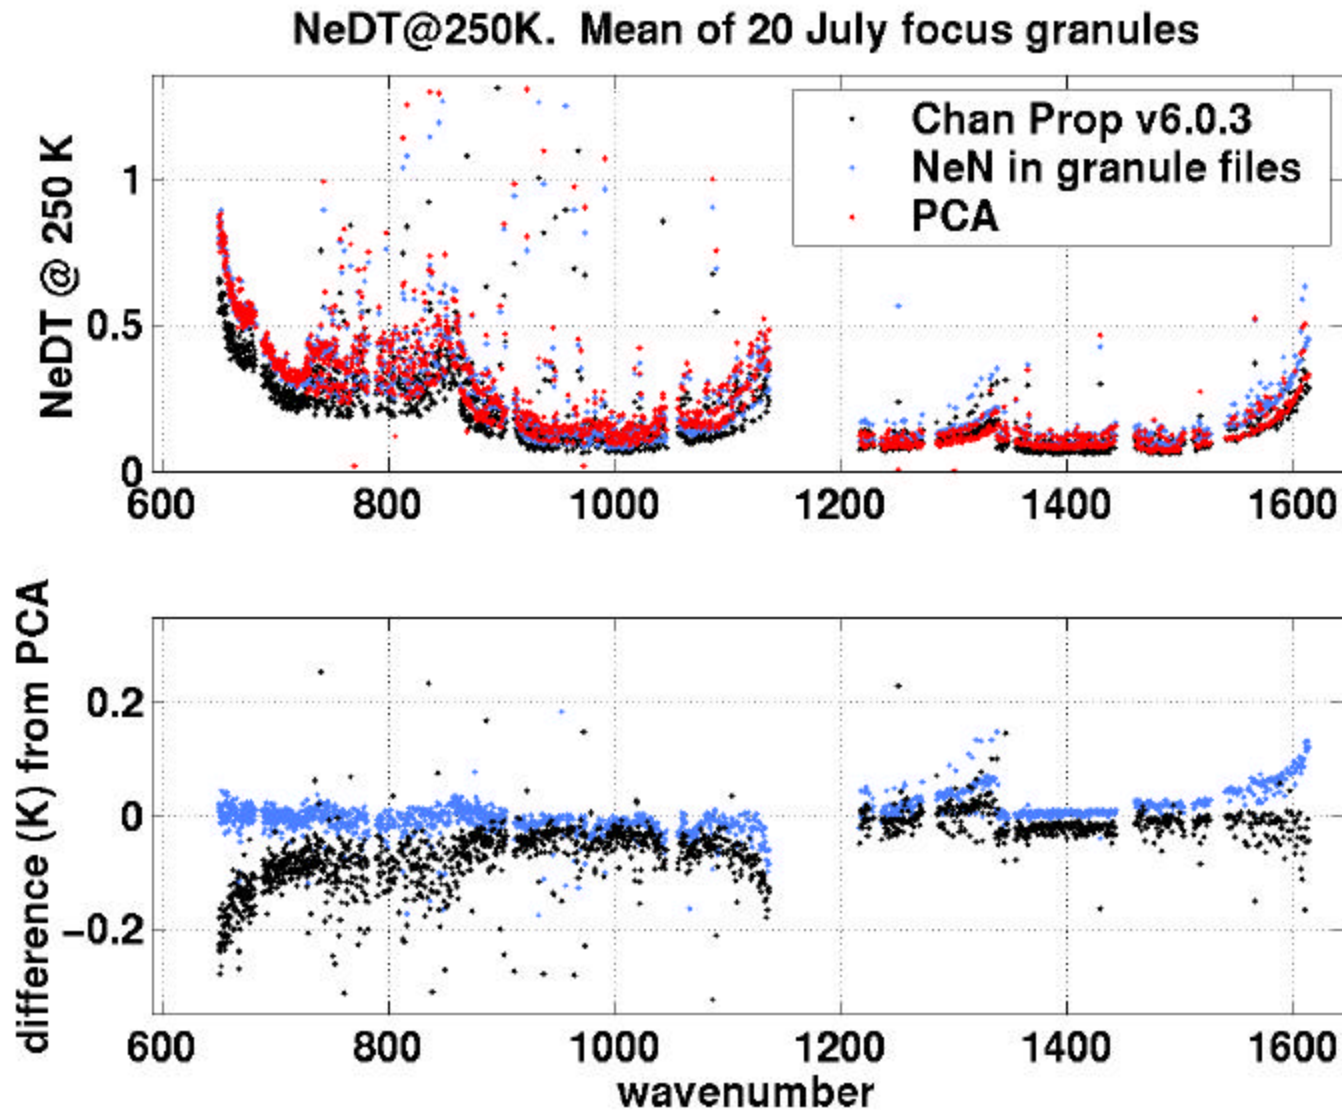 NeDT@250K. Mean of 20 July focus granules
NeDT @ 250 K
1
0.5
0
Chan Prop v6.0.3
NeN in granule files
PCA
600 800 1000 1200 1400 1600
difference (K) from PCA
0.2
0
−0.2
600 800 1000 1200 1400 1600
wavenumber